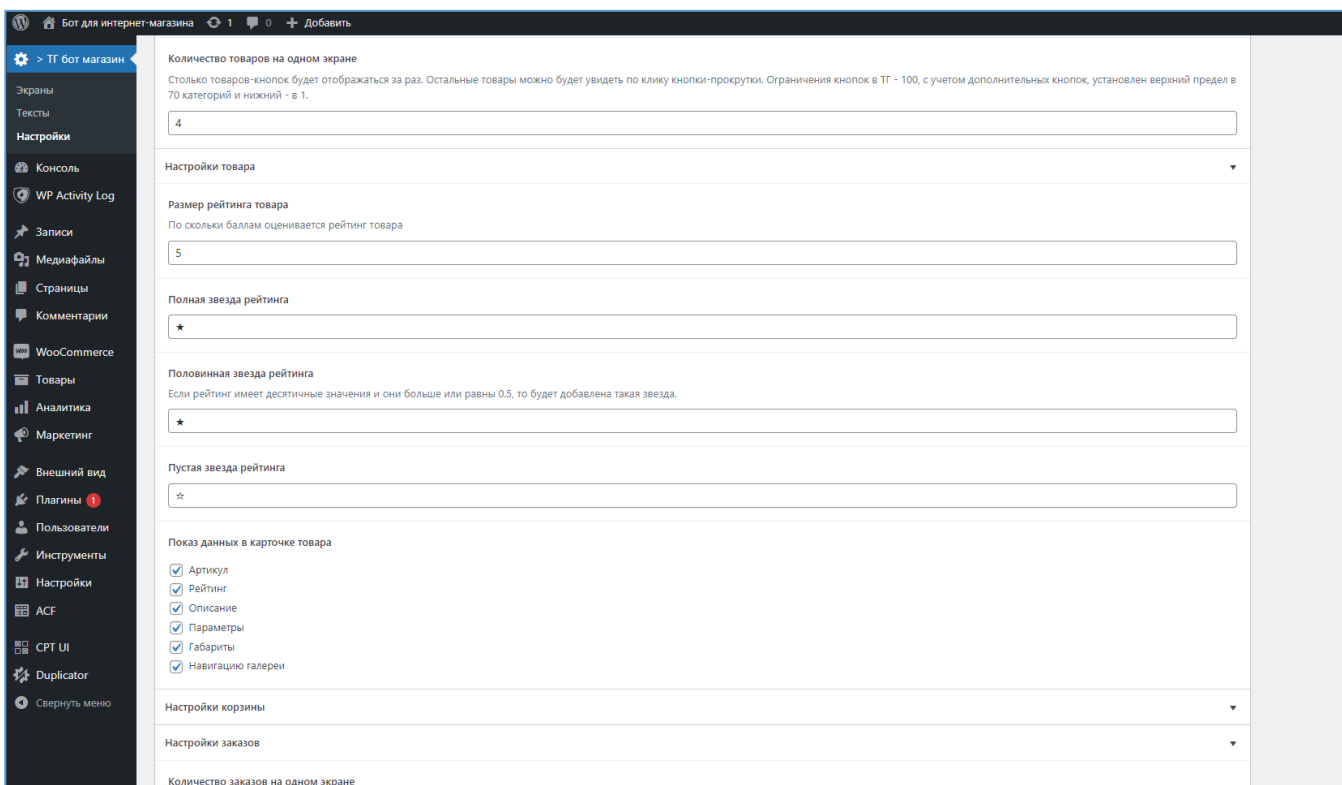 Бот для интернет-магазина 1 0 + Добавить
> ТГ бот магазин
Экраны
Тексты
Настройки
Консоль
WP Activity Log
Записи
Медиафайлы
Страницы
Комментарии
WooCommerce
Товары
Аналитика
Маркетинг
Внешний вид
Плагины 1
Пользователи
Инструменты
Настройки
ACF
CPT UI
Duplicator
Свернуть меню
Количество товаров на одном экране
Столько товаров-кнопок будет отображаться за раз. Остальные товары можно будет увидеть по клику кнопки-прокрутки. Ограничения кнопок в ТГ - 100, с учетом дополнительных кнопок, установлен верхний предел в
70 категорий и нижний - в 1.
4
Настройки товара
Размер рейтинга товара
По скольки баллам оценивается рейтинг товара
5
Полная звезда рейтинга
★
Половинная звезда рейтинга
Если рейтинг имеет десятичные значения и они больше или равны 0.5, то будет добавлена такая звезда.
★
Пустая звезда рейтинга
☆
Показ данных в карточке товара
Артикул
Рейтинг
Описание
Параметры
Габариты
Навигацию галереи
Настройки корзины
Настройки заказов
Количество заказов на одном экране